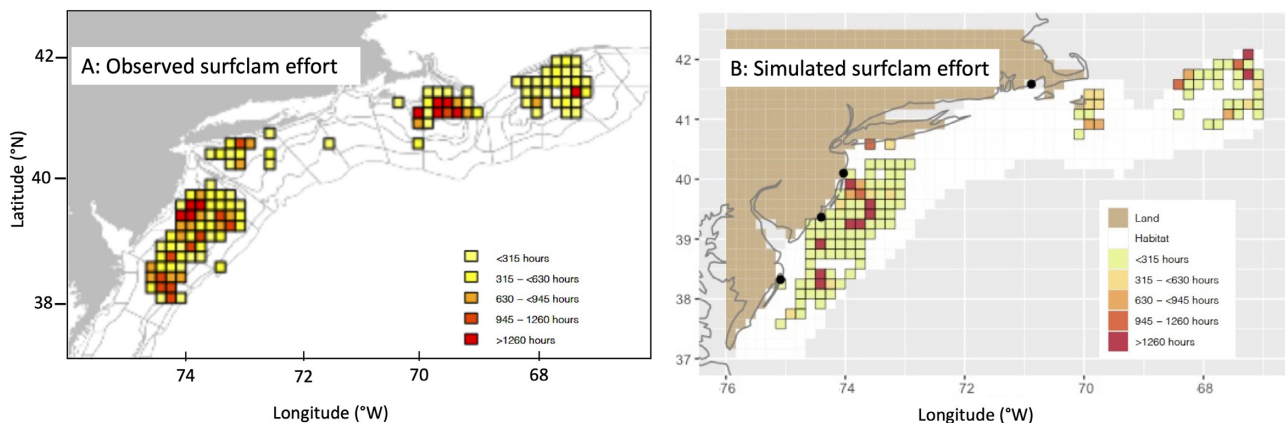 A: Observed surfclam effort
Latitude (°N)
42
40
38
<315 hours
315 – <630 hours
630 – <945 hours
945 – 1260 hours
>1260 hours
74
72
70
68
Longitude (°W)
B: Simulated surfclam effort
42
41
40
39
38
37
Land
Habitat
<315 hours
315 – <630 hours
630 – <945 hours
945 – 1260 hours
>1260 hours
76
74
72
70
68
Longitude (°W)